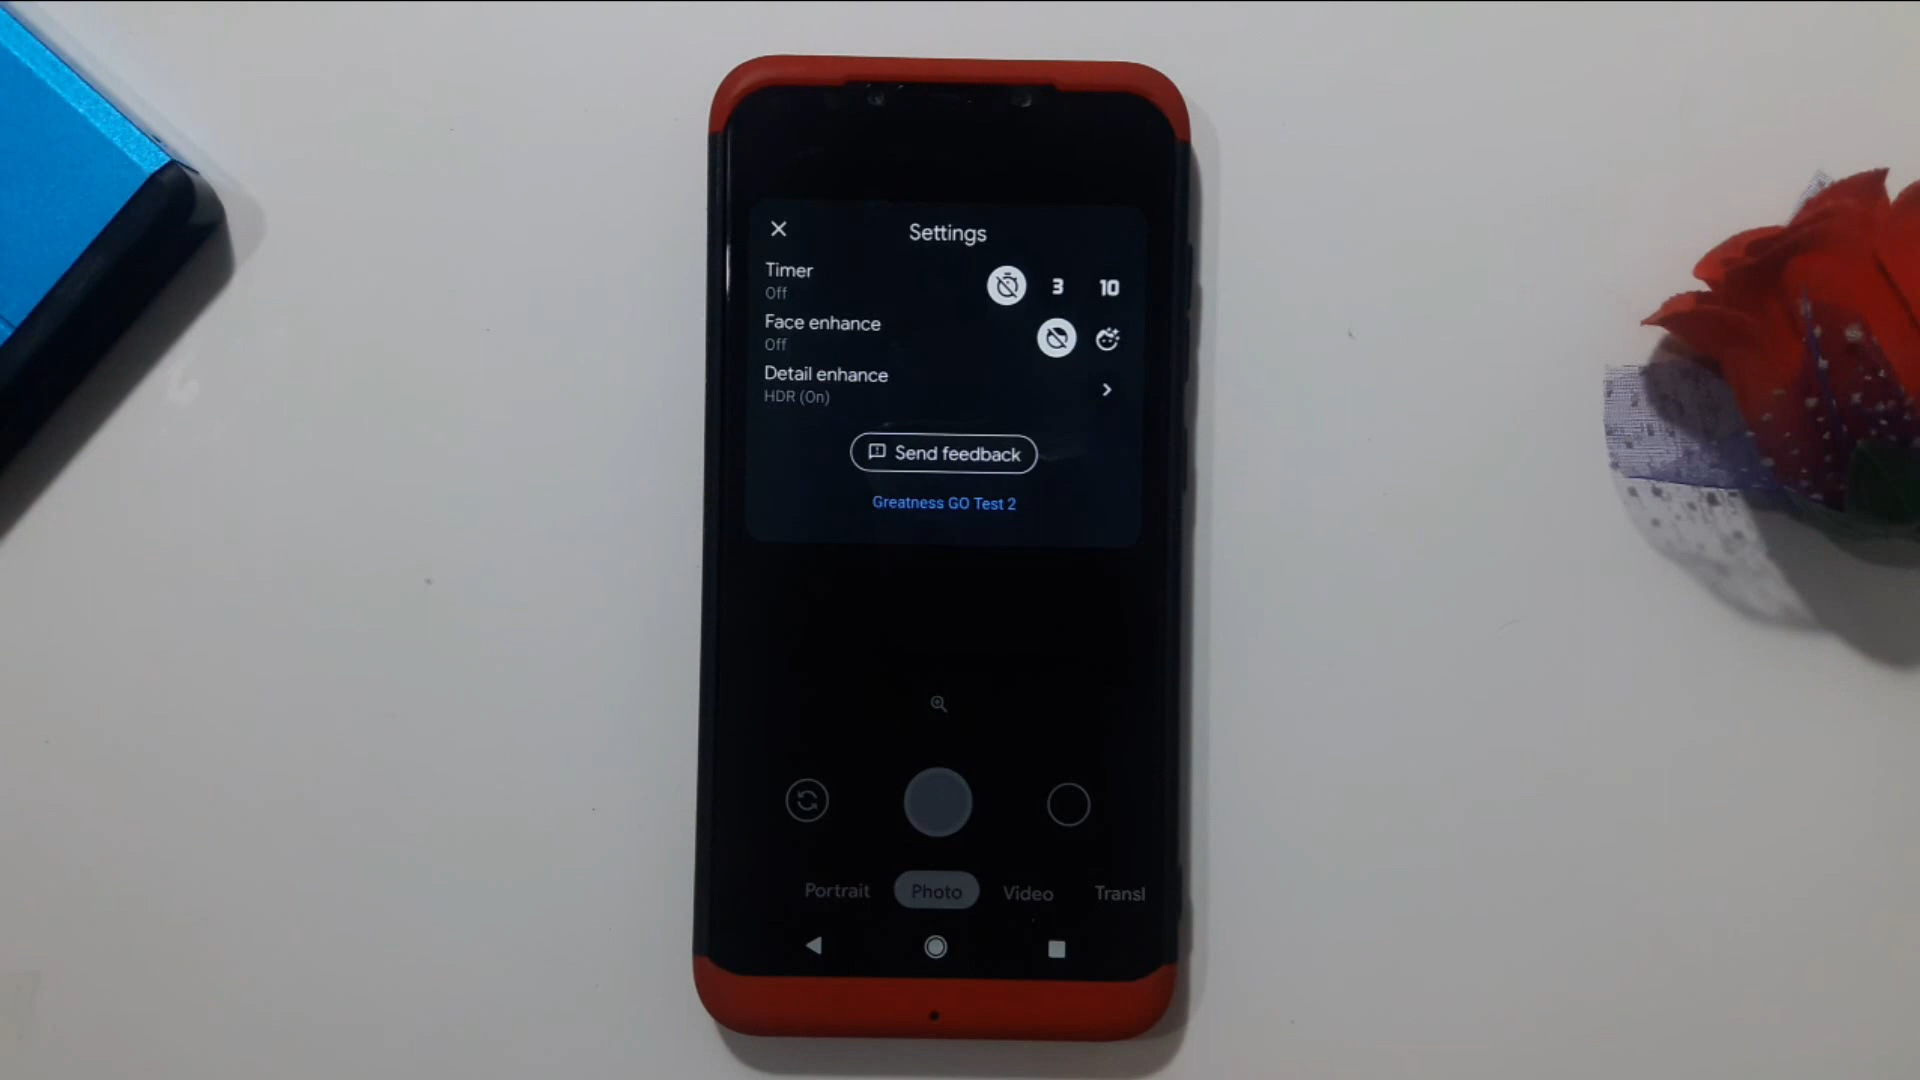 Settings
Timer
Off
3
10
Face enhance
Off
Detail enhance
HDR (On)
Send feedback
Greatness GO Test 2
Portrait
Photo
Video
Transl